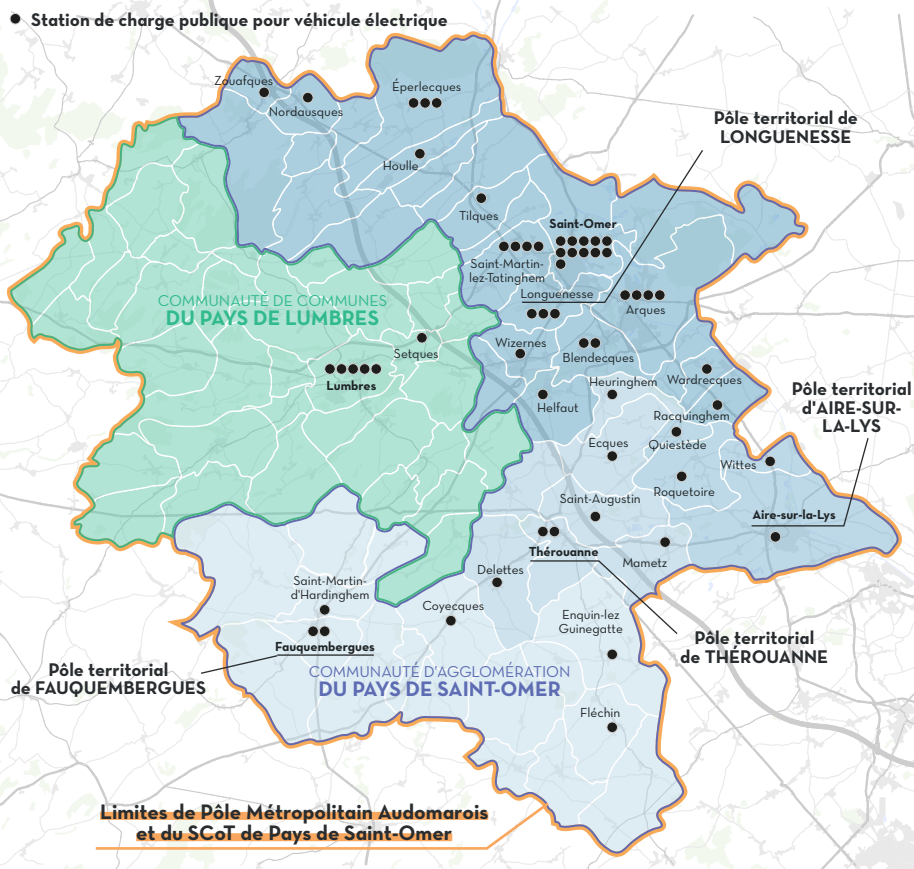 Station de charge publique pour véhicule électrique
Zouafques
Nordausques
Éperlecques
Houlle
Tilques
Pôle territorial de
LONGUENESSE
Saint-Omer
Saint-Martin-
lez-Tatinghem
Longuenesse
Arques
COMMUNAUTÉ DE COMMUNES
DU PAYS DE LUMBRES
Setques
Lumbres
Wizernes
Blendecques
Heuringhem
Wardrecques
Helfaut
Racquinghem
Pôle territorial
d'AIRE-SUR-
LA-LYS
Ecques
Quiestède
Wittes
Roquetoire
Saint-Augustin
Aire-sur-la-Lys
Thérouanne
Mametz
Delettes
Saint-Martin-
d'Hardinghem
Coyecques
Enquin-lez
Guinegatte
Fauquembergues
Pôle territorial
de THÉROUANNE
Pôle territorial
de FAUQUEMBERGUES
COMMUNAUTÉ D'AGGLOMÉRATION
DU PAYS DE SAINT-OMER
Fléchin
Limites de Pôle Métropolitain Audomarois
et du SCoT de Pays de Saint-Omer